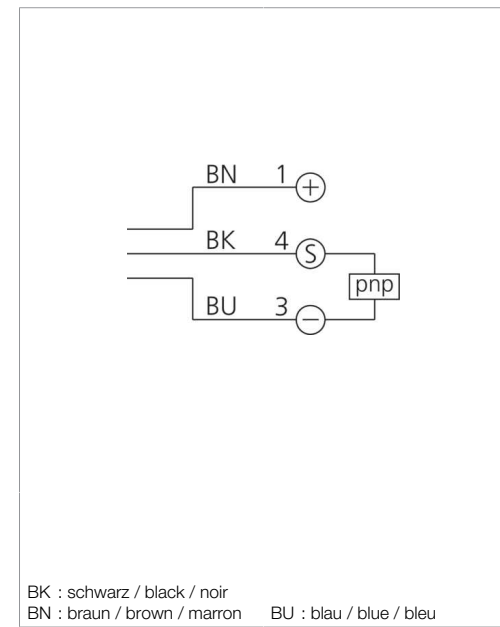 BN 1 +
BK 4 S
pnp
BU 3 −
BK : schwarz / black / noir
BN : braun / brown / marron BU : blau / blue / bleu